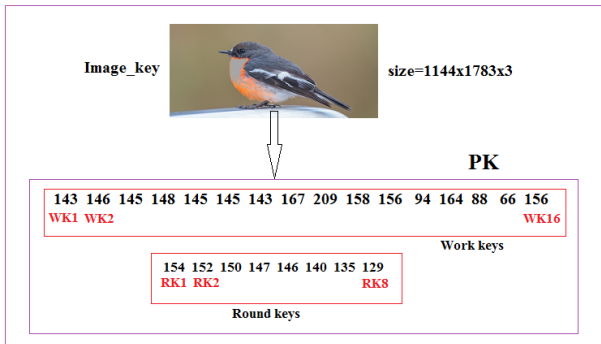 Image_key
size=1144x1783x3
PK
143 146 145 148 145 145 143 167 209 158 156 94 164 88 66 156
WK1 WK2 WK16
Work keys
154 152 150 147 146 140 135 129
RK1 RK2 RK8
Round keys